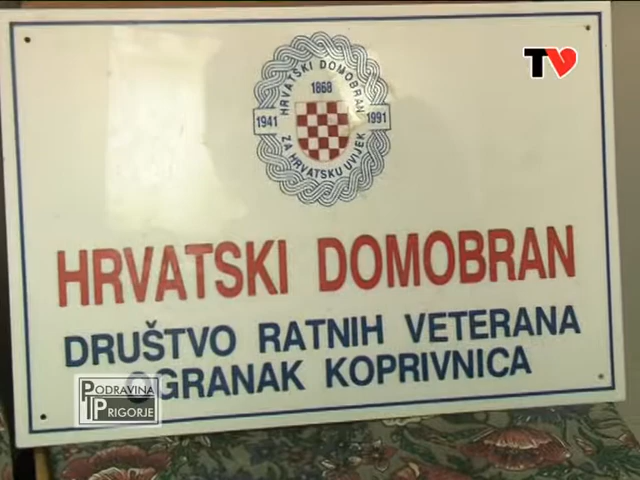 TV
HRVATSKI DOMOBRAN
1868
1941
1991
ZA HRVATSKU UVIJEK
HRVATSKI DOMOBRAN
DRUŠTVO RATNIH VETERANA
OGRANAK KOPRIVNICA
PODRAVINA
PRIGORJE